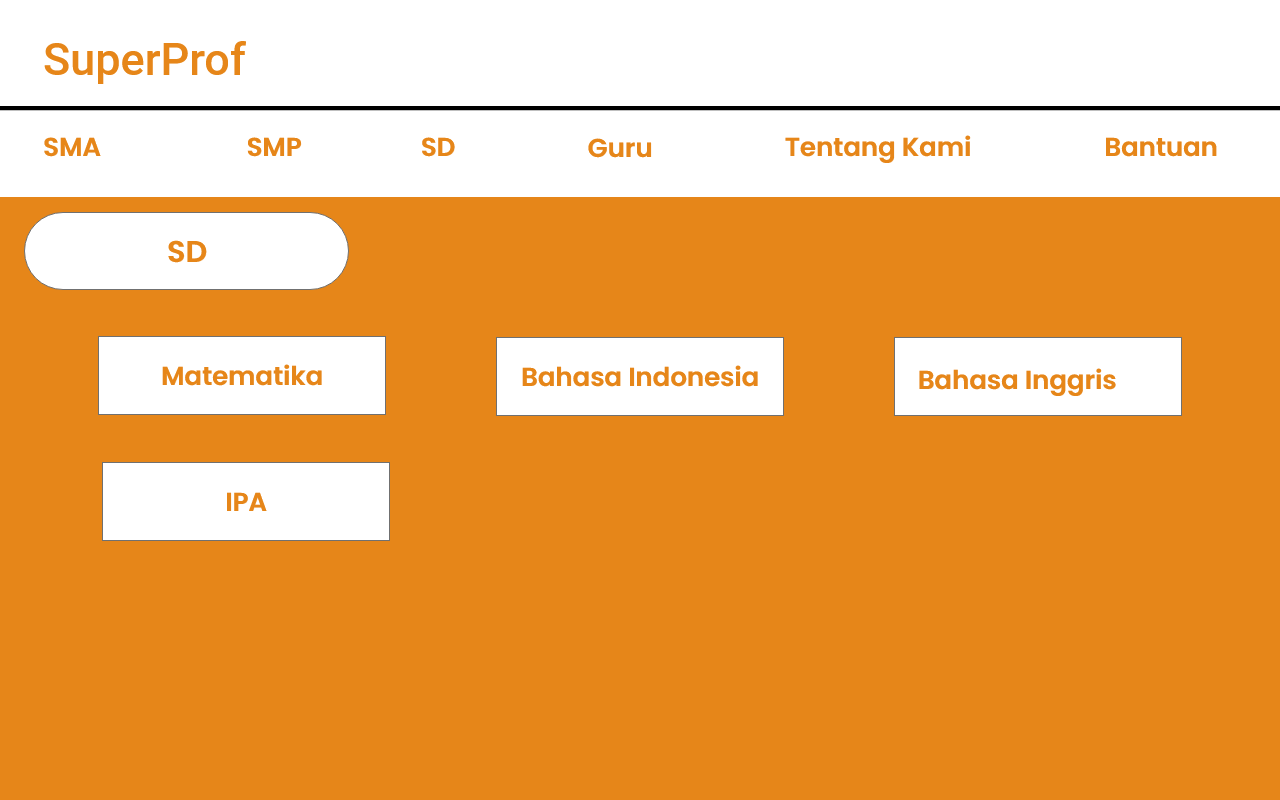 SuperProf
SMA SMP SD Guru Tentang Kami Bantuan
SD
Matematika Bahasa Indonesia Bahasa Inggris
IPA